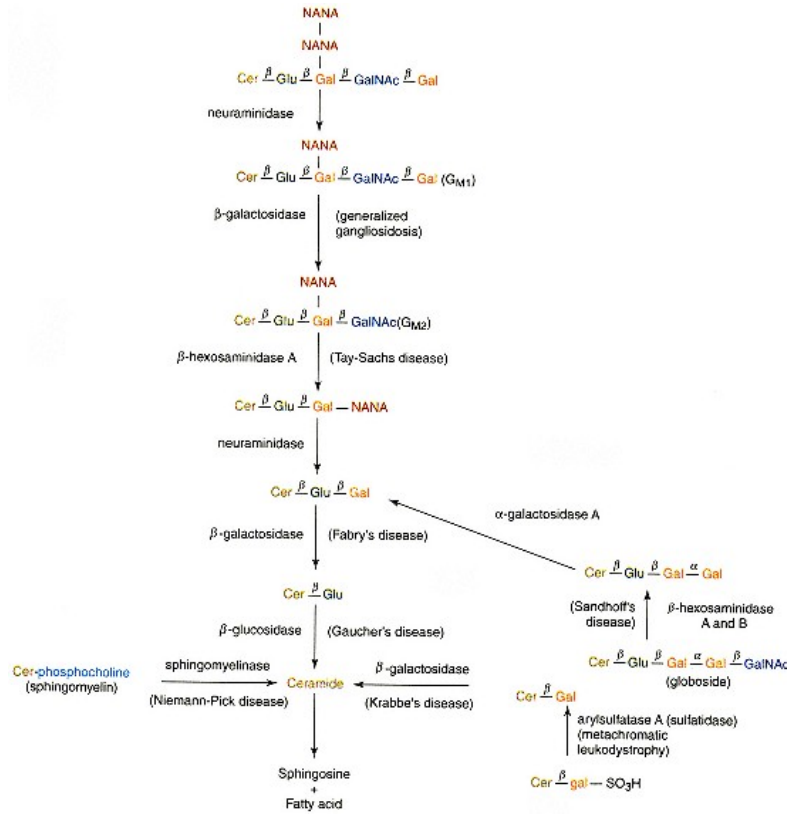 NANA
NANA
Cer β Glu β Gal β GalNAc β Gal
neuraminidase
NANA
Cer β Glu β Gal β GalNAc β Gal (GM1)
β-galactosidase (generalized
gangliosidosis)
NANA
Cer β Glu β Gal β GalNAc(GM2)
β-hexosaminidase A (Tay-Sachs disease)
Cer β Glu β Gal — NANA
neuraminidase
Cer β Glu β Gal
α-galactosidase A
β-galactosidase (Fabry's disease)
Cer β Glu β Gal α Gal
Cer β Glu
(Sandhoff's
disease)
β-hexosaminidase
A and B
β-glucosidase (Gaucher's disease)
Cer β Glu β Gal α Gal β GalNAc
(globoside)
Cer-phosphocholine
(sphingomyelin)
sphingomyelinase
(Niemann-Pick disease)
Ceramide
β-galactosidase
(Krabbe's disease)
Cer β Gal
arylsulfatase A (sulfatidase)
(metachromatic
leukodystrophy)
Cer β gal — SO3H
Sphingosine
+
Fatty acid